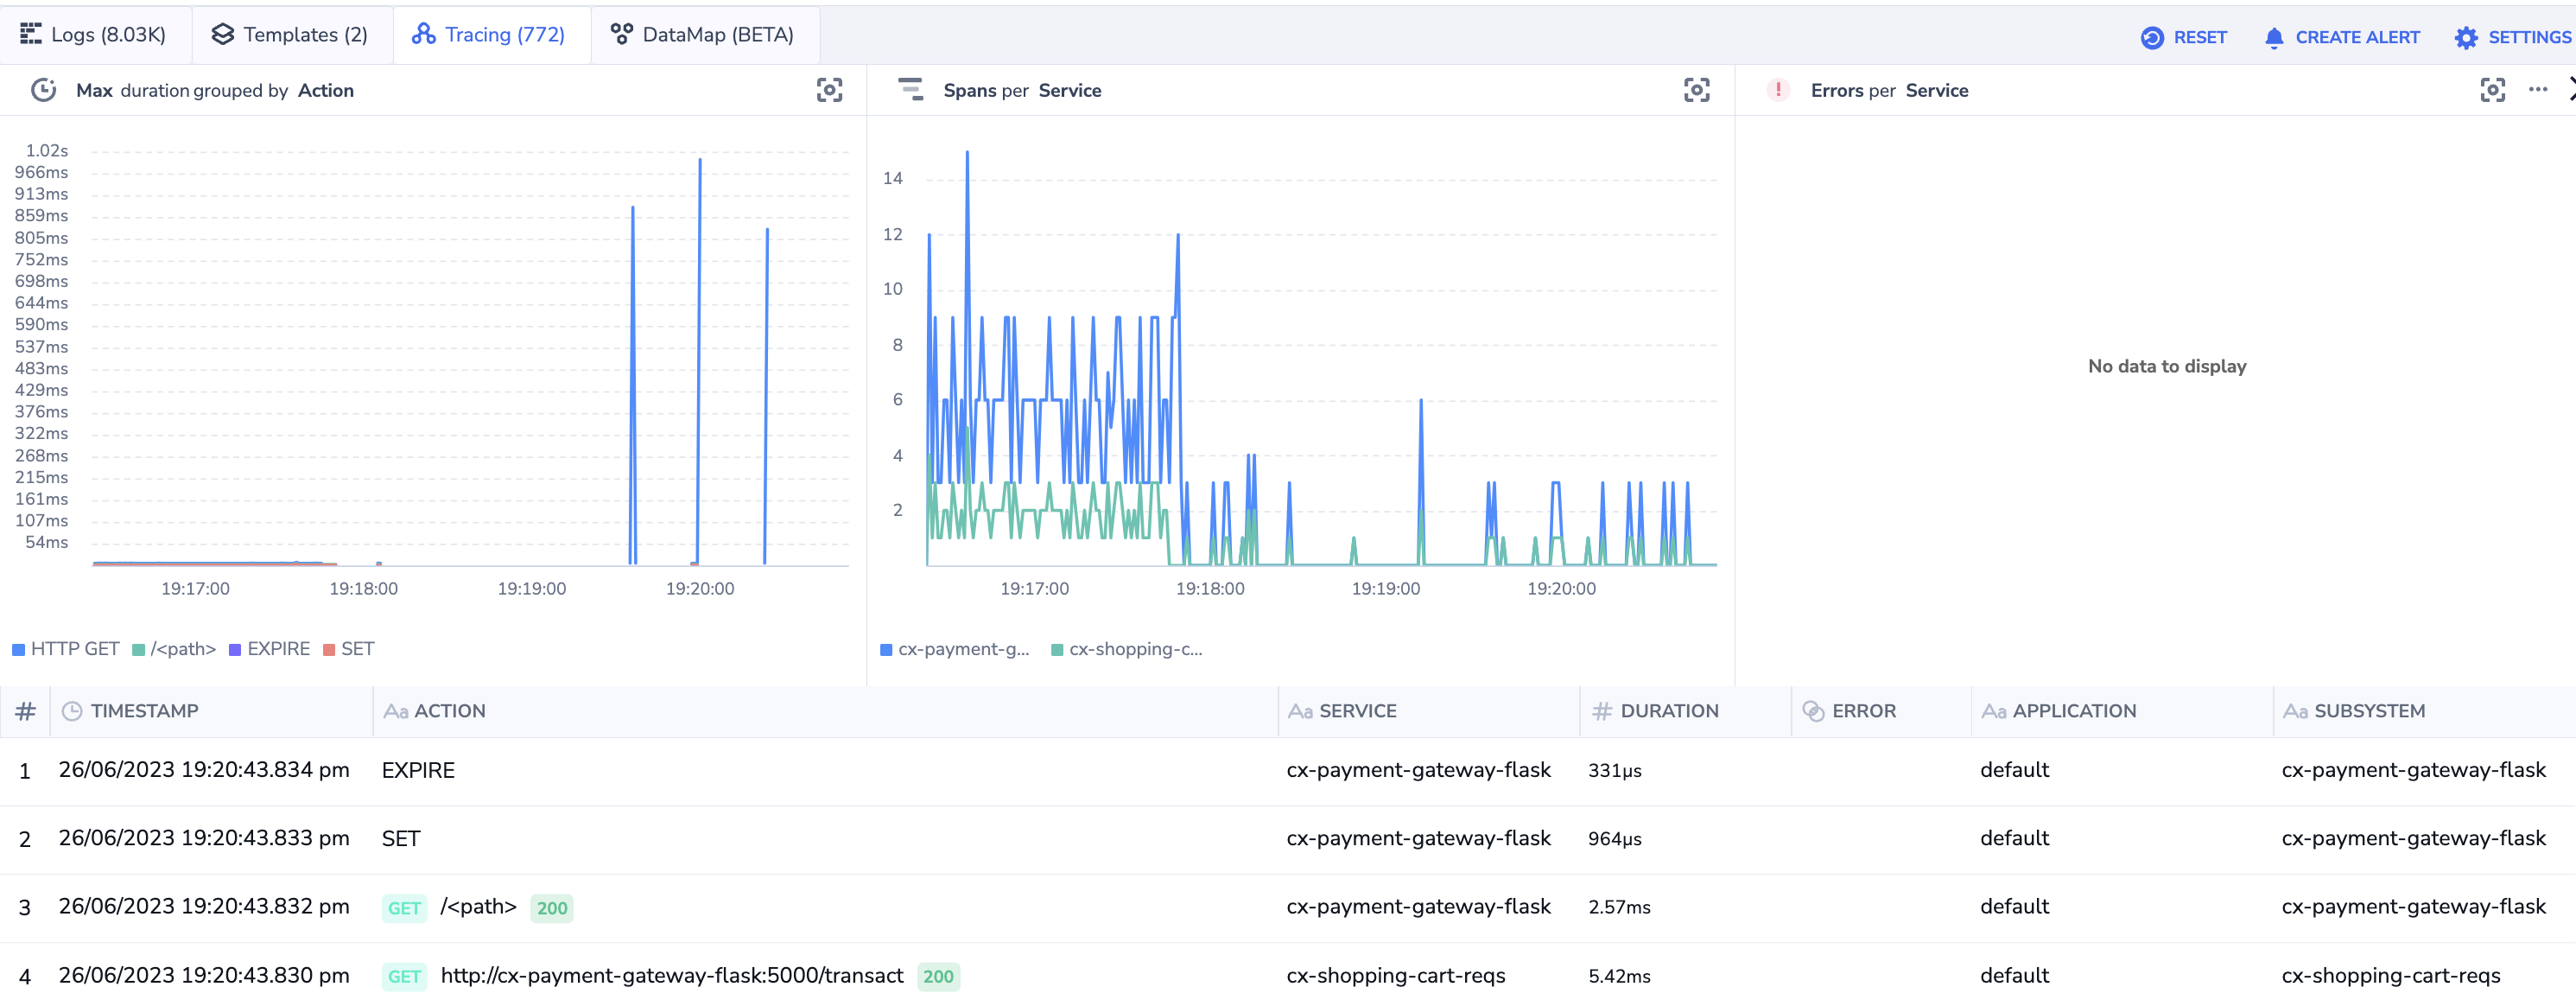 Logs (8.03K) Templates (2) Tracing (772) DataMap (BETA) RESET CREATE ALERT SETTINGS
Max duration grouped by Action
1.02s
966ms
913ms
859ms
805ms
752ms
698ms
644ms
590ms
537ms
483ms
429ms
376ms
322ms
268ms
215ms
161ms
107ms
54ms
19:17:00 19:18:00 19:19:00 19:20:00
HTTP GET /<path> EXPIRE SET
Spans per Service
14
12
10
8
6
4
2
19:17:00 19:18:00 19:19:00 19:20:00
cx-payment-g... cx-shopping-c...
Errors per Service
No data to display
# TIMESTAMP Aa ACTION Aa SERVICE # DURATION ERROR Aa APPLICATION Aa SUBSYSTEM
1 26/06/2023 19:20:43.834 pm EXPIRE cx-payment-gateway-flask 331µs default cx-payment-gateway-flask
2 26/06/2023 19:20:43.833 pm SET cx-payment-gateway-flask 964µs default cx-payment-gateway-flask
3 26/06/2023 19:20:43.832 pm GET /<path> 200 cx-payment-gateway-flask 2.57ms default cx-payment-gateway-flask
4 26/06/2023 19:20:43.830 pm GET http://cx-payment-gateway-flask:5000/transact 200 cx-shopping-cart-reqs 5.42ms default cx-shopping-cart-reqs